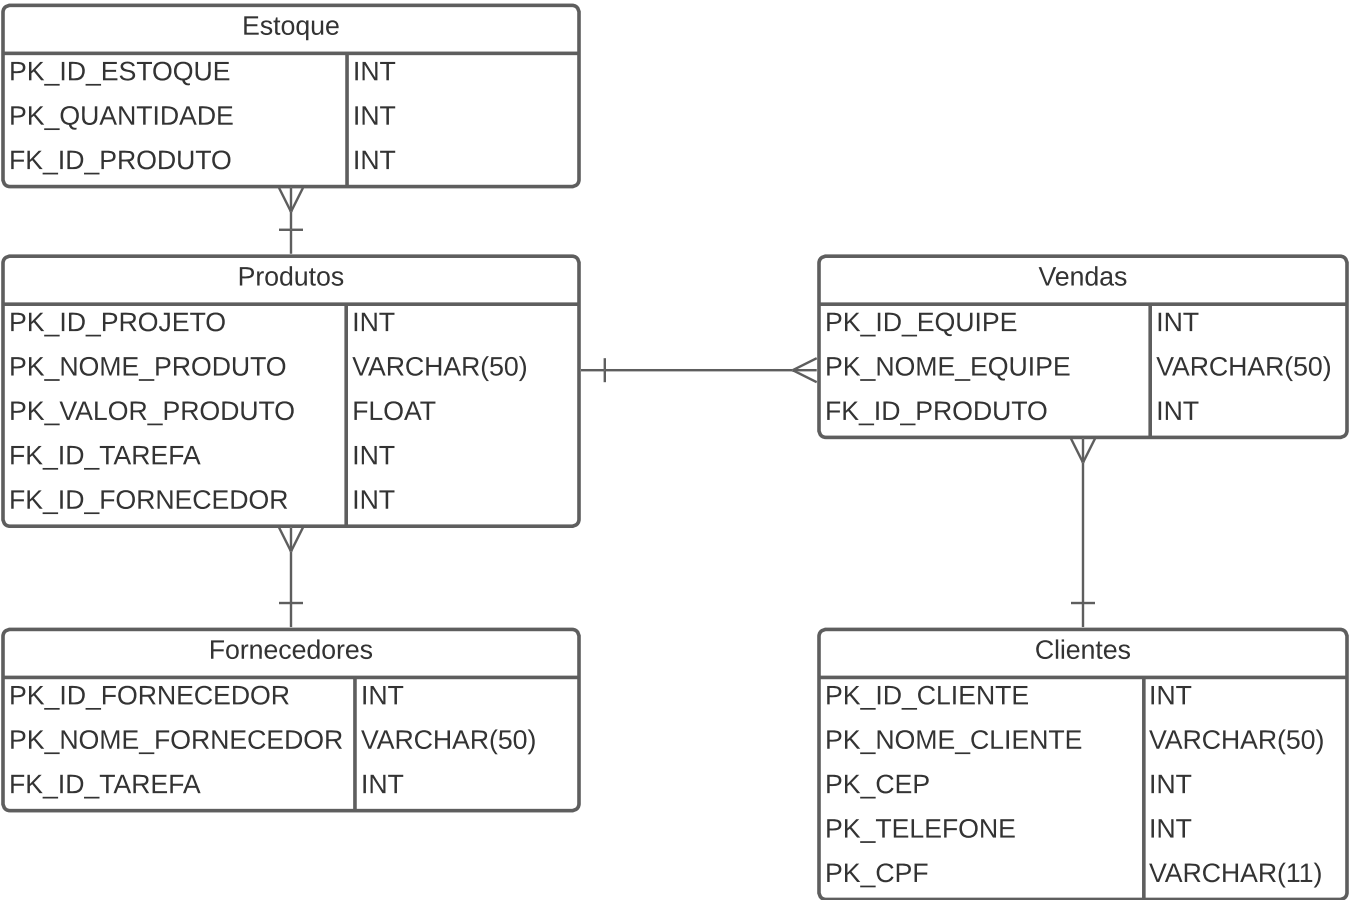 Estoque
PK_ID_ESTOQUE INT
PK_QUANTIDADE INT
FK_ID_PRODUTO INT
Produtos
PK_ID_PROJETO INT
PK_NOME_PRODUTO VARCHAR(50)
PK_VALOR_PRODUTO FLOAT
FK_ID_TAREFA INT
FK_ID_FORNECEDOR INT
Vendas
PK_ID_EQUIPE INT
PK_NOME_EQUIPE VARCHAR(50)
FK_ID_PRODUTO INT
Fornecedores
PK_ID_FORNECEDOR INT
PK_NOME_FORNECEDOR VARCHAR(50)
FK_ID_TAREFA INT
Clientes
PK_ID_CLIENTE INT
PK_NOME_CLIENTE VARCHAR(50)
PK_CEP INT
PK_TELEFONE INT
PK_CPF VARCHAR(11)